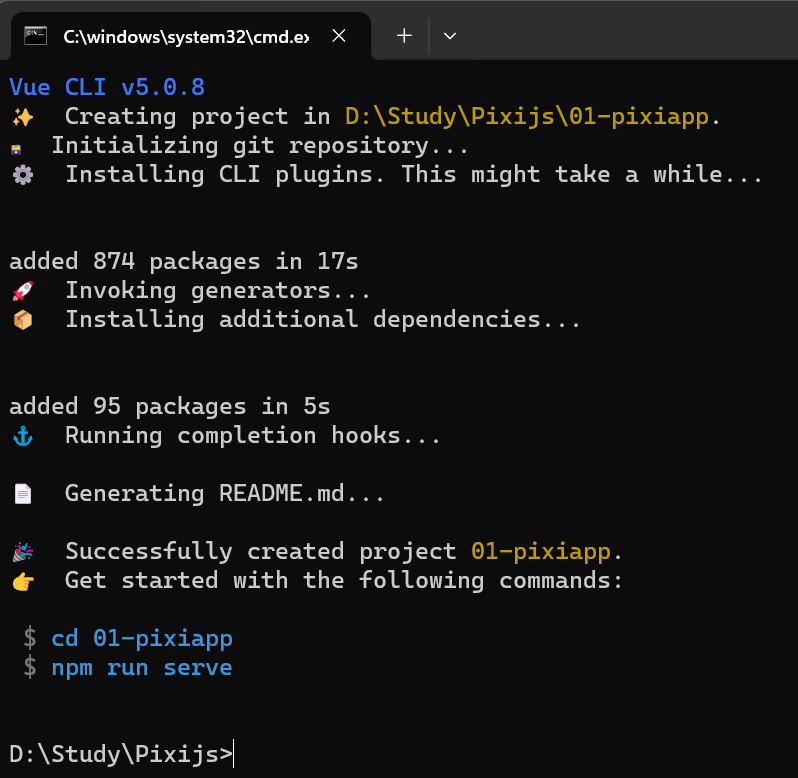 C:\windows\system32\cmd.ex
Vue CLI v5.0.8
✨ Creating project in D:\Study\Pixijs\01-pixiapp.
🗃 Initializing git repository...
⚙️ Installing CLI plugins. This might take a while...
added 874 packages in 17s
🚀 Invoking generators...
📦 Installing additional dependencies...
added 95 packages in 5s
⚓ Running completion hooks...
📄 Generating README.md...
🎉 Successfully created project 01-pixiapp.
👉 Get started with the following commands:
$ cd 01-pixiapp
$ npm run serve
D:\Study\Pixijs>